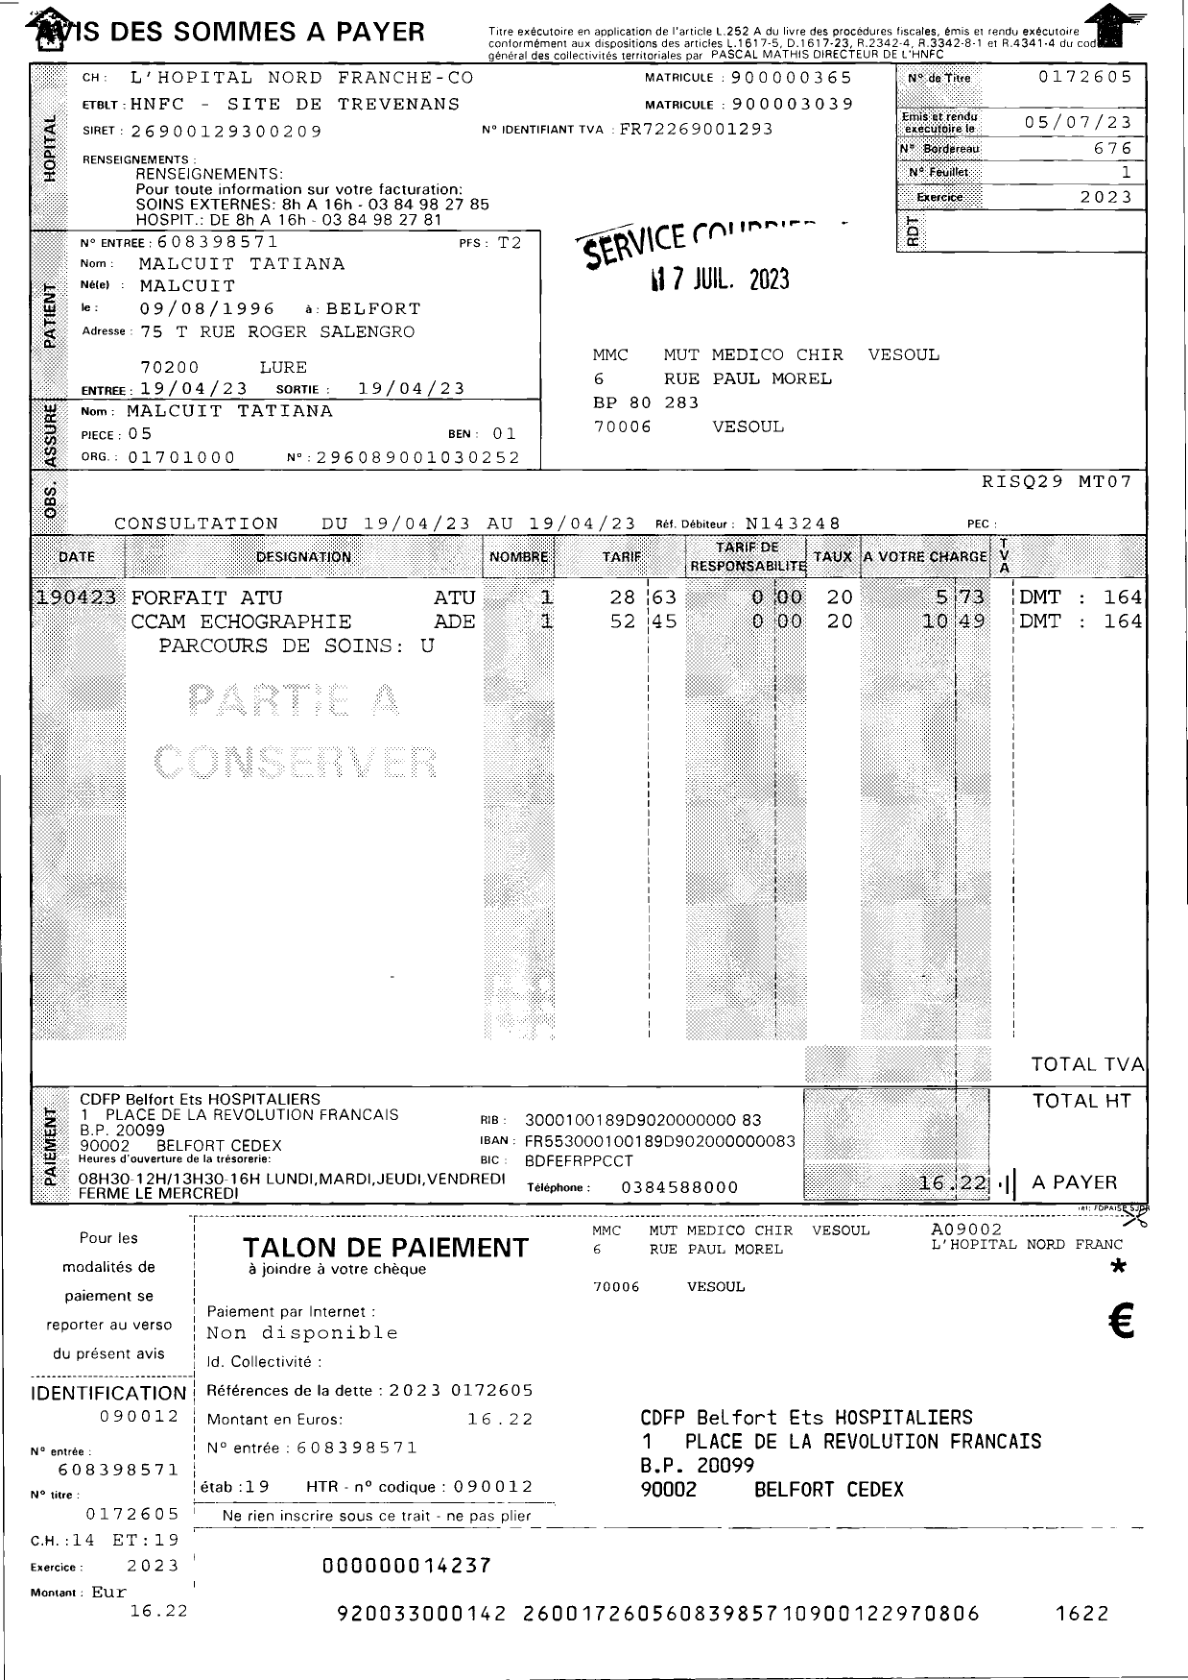 AVIS DES SOMMES A PAYER
Titre exécutoire en application de l'article L.252 A du livre des procédures fiscales, émis et rendu exécutoire
conformément aux dispositions des articles L.1617-5, D.1617-23, R.2342-4, R.3342-8-1 et R.4341-4 du
général des collectivités territoriales par PASCAL MATHIS DIRECTEUR DE L'HNFC
HOPITAL
CH : L'HOPITAL NORD FRANCHE-CO MATRICULE : 900000365
ETBLT : HNFC - SITE DE TREVENANS MATRICULE : 900003039
SIRET : 26900129300209 N° IDENTIFIANT TVA : FR72269001293
RENSEIGNEMENTS :
RENSEIGNEMENTS:
Pour toute information sur votre facturation:
SOINS EXTERNES: 8h A 16h - 03 84 98 27 85
HOSPIT.: DE 8h A 16h - 03 84 98 27 81
N° de Titre 0172605
Emis et rendu exécutoire le 05/07/23
N° Bordereau 676
N° Feuillet 1
Exercice 2023
RDT
PATIENT
N° ENTREE : 608398571 PFS : T2
Nom : MALCUIT TATIANA
Né(e) : MALCUIT
le : 09/08/1996 à : BELFORT
Adresse : 75 T RUE ROGER SALENGRO
70200 LURE
ENTREE : 19/04/23 SORTIE : 19/04/23
SERVICE
17 JUIL. 2023
MMC MUT MEDICO CHIR VESOUL
6 RUE PAUL MOREL
BP 80 283
70006 VESOUL
ASSURE
Nom : MALCUIT TATIANA
PIECE : 05 BEN : 01
ORG. : 01701000 N° : 296089001030252
OBS.
RISQ29 MT07
CONSULTATION DU 19/04/23 AU 19/04/23 Réf. Débiteur : N143248 PEC :
DATE DESIGNATION NOMBRE TARIF TARIF DE RESPONSABILITE TAUX A VOTRE CHARGE TVA
190423 FORFAIT ATU ATU 1 28 63 0 00 20 5 73 DMT : 164
CCAM ECHOGRAPHIE ADE 1 52 45 0 00 20 10 49 DMT : 164
PARCOURS DE SOINS: U
PARTIE A
CONSERVER
TOTAL TVA
TOTAL HT
16.22 A PAYER
PAIEMENT
CDFP Belfort Ets HOSPITALIERS
1 PLACE DE LA REVOLUTION FRANCAIS
B.P. 20099
90002 BELFORT CEDEX
Heures d'ouverture de la trésorerie:
08H30-12H/13H30-16H LUNDI,MARDI,JEUDI,VENDREDI
FERME LE MERCREDI
RIB : 3000100189D9020000000 83
IBAN : FR553000100189D902000000083
BIC : BDFEFRPPCCT
Téléphone : 0384588000
Pour les
modalités de
paiement se
reporter au verso
du présent avis
TALON DE PAIEMENT
à joindre à votre chèque
MMC MUT MEDICO CHIR VESOUL
6 RUE PAUL MOREL
70006 VESOUL
A09002
L'HOPITAL NORD FRANC
*
€
Paiement par Internet :
Non disponible
Id. Collectivité :
Références de la dette : 2023 0172605
Montant en Euros: 16.22
N° entrée : 608398571
étab : 19 HTR - n° codique : 090012
Ne rien inscrire sous ce trait - ne pas plier
CDFP Belfort Ets HOSPITALIERS
1 PLACE DE LA REVOLUTION FRANCAIS
B.P. 20099
90002 BELFORT CEDEX
IDENTIFICATION
090012
N° entrée :
608398571
N° titre :
0172605
C.H. : 14 ET : 19
Exercice : 2023
Montant : Eur
16.22
000000014237
920033000142 26001726056083985710900122970806 1622